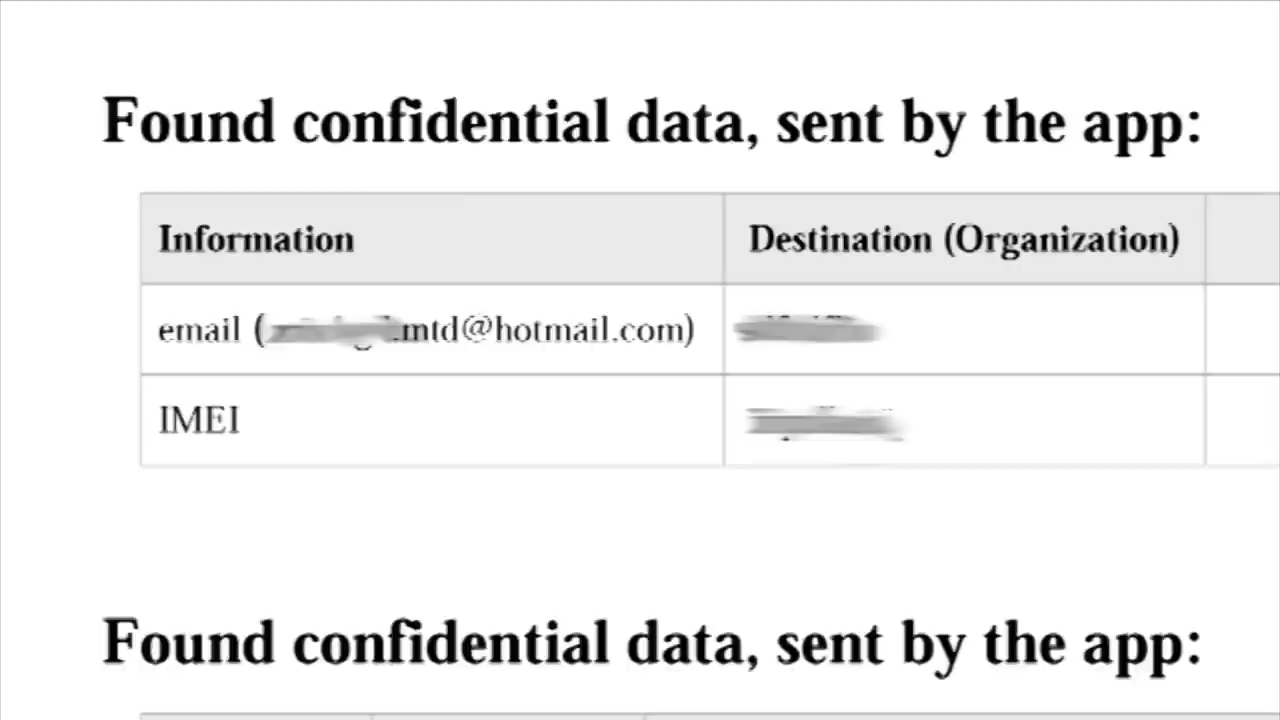 Found confidential data, sent by the app:
Information Destination (Organization)
email ( mtd@hotmail.com)
IMEI
Found confidential data, sent by the app: